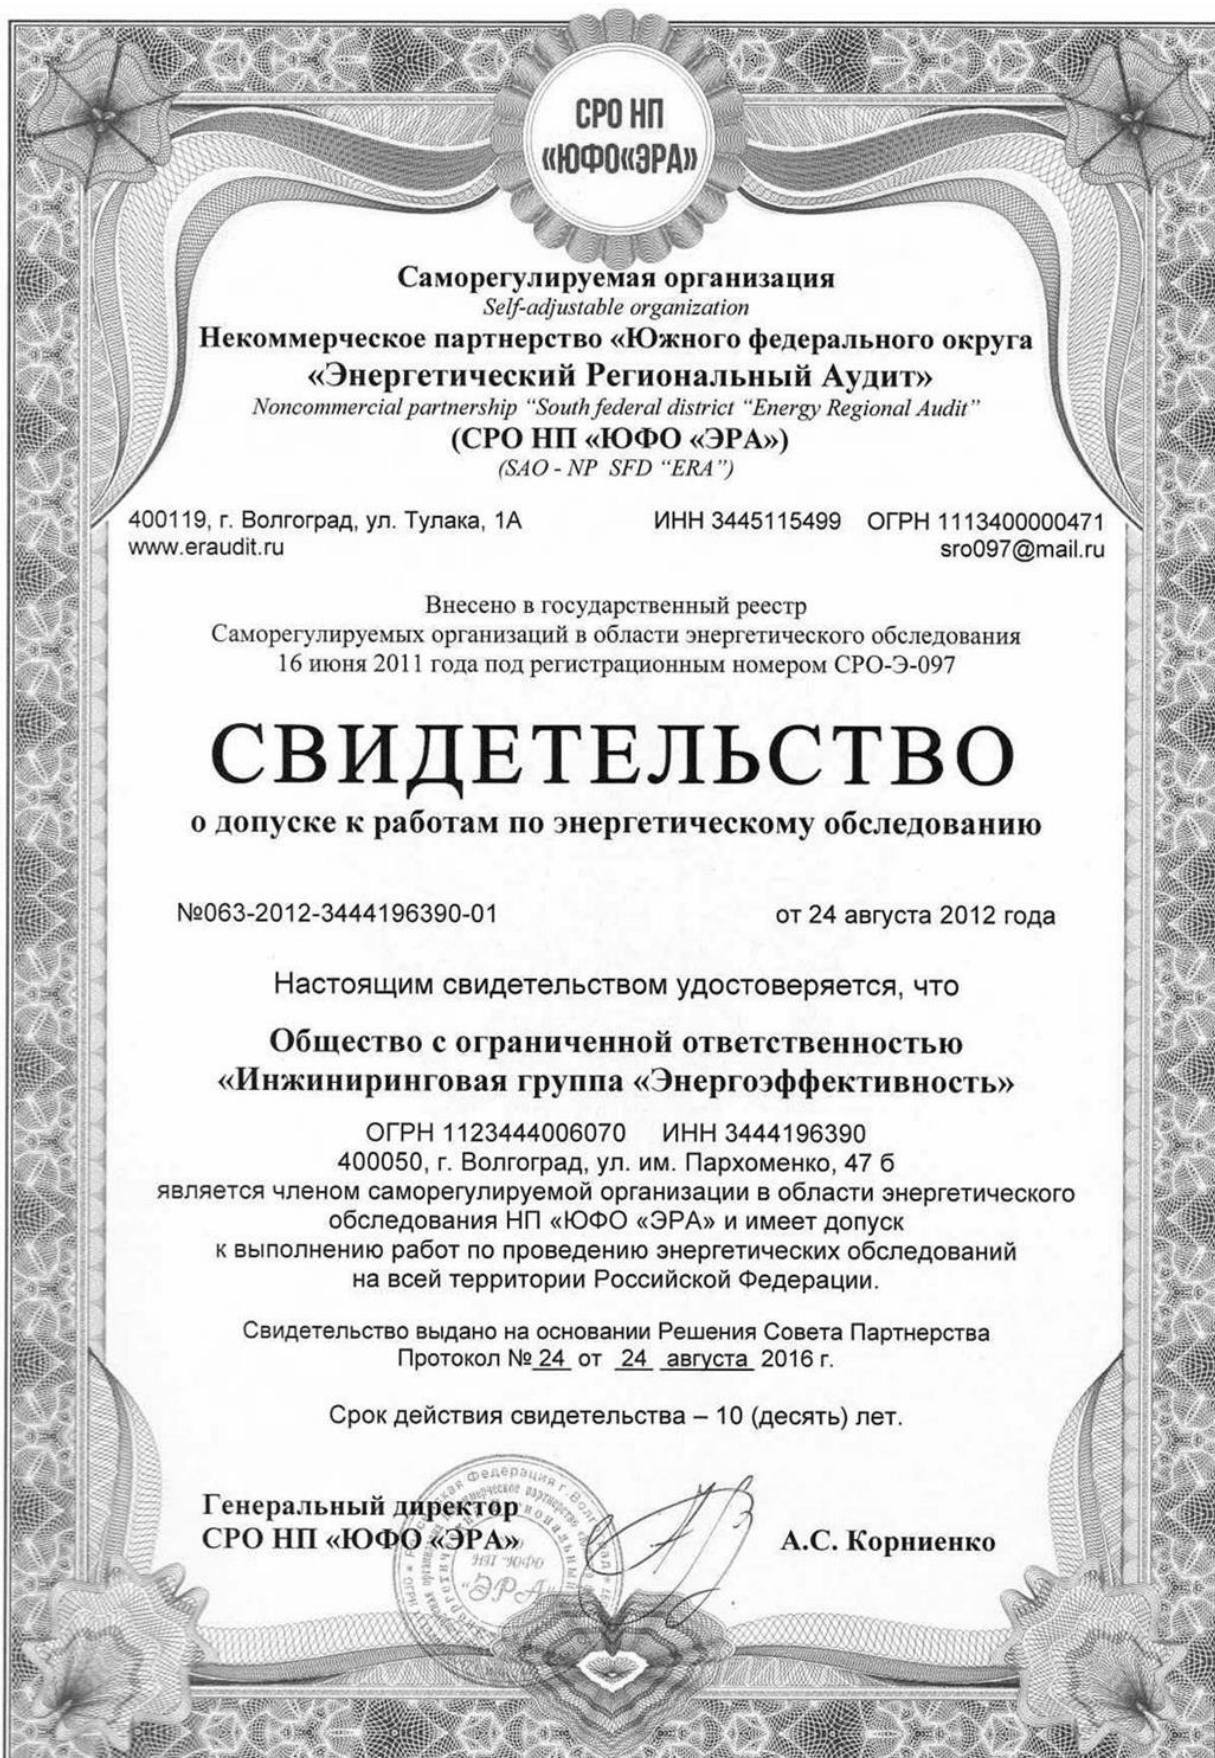 СРО НП
«ЮФО«ЭРА»
Саморегулируемая организация
Self-adjustable organization
Некоммерческое партнерство «Южного федерального округа
«Энергетический Региональный Аудит»
Noncommercial partnership “South federal district “Energy Regional Audit”
(СРО НП «ЮФО «ЭРА»)
(SAO - NP SFD “ERA”)
400119, г. Волгоград, ул. Тулака, 1А ИНН 3445115499 ОГРН 1113400000471
www.eraudit.ru sro097@mail.ru
Внесено в государственный реестр
Саморегулируемых организаций в области энергетического обследования
16 июня 2011 года под регистрационным номером СРО-Э-097
СВИДЕТЕЛЬСТВО
о допуске к работам по энергетическому обследованию
№063-2012-3444196390-01 от 24 августа 2012 года
Настоящим свидетельством удостоверяется, что
Общество с ограниченной ответственностью
«Инжиниринговая группа «Энергоэффективность»
ОГРН 1123444006070 ИНН 3444196390
400050, г. Волгоград, ул. им. Пархоменко, 47 б
является членом саморегулируемой организации в области энергетического
обследования НП «ЮФО «ЭРА» и имеет допуск
к выполнению работ по проведению энергетических обследований
на всей территории Российской Федерации.
Свидетельство выдано на основании Решения Совета Партнерства
Протокол № 24 от 24 августа 2016 г.
Срок действия свидетельства – 10 (десять) лет.
Генеральный директор
СРО НП «ЮФО «ЭРА» А.С. Корниенко
НП "ЮФО
"ЭРА"